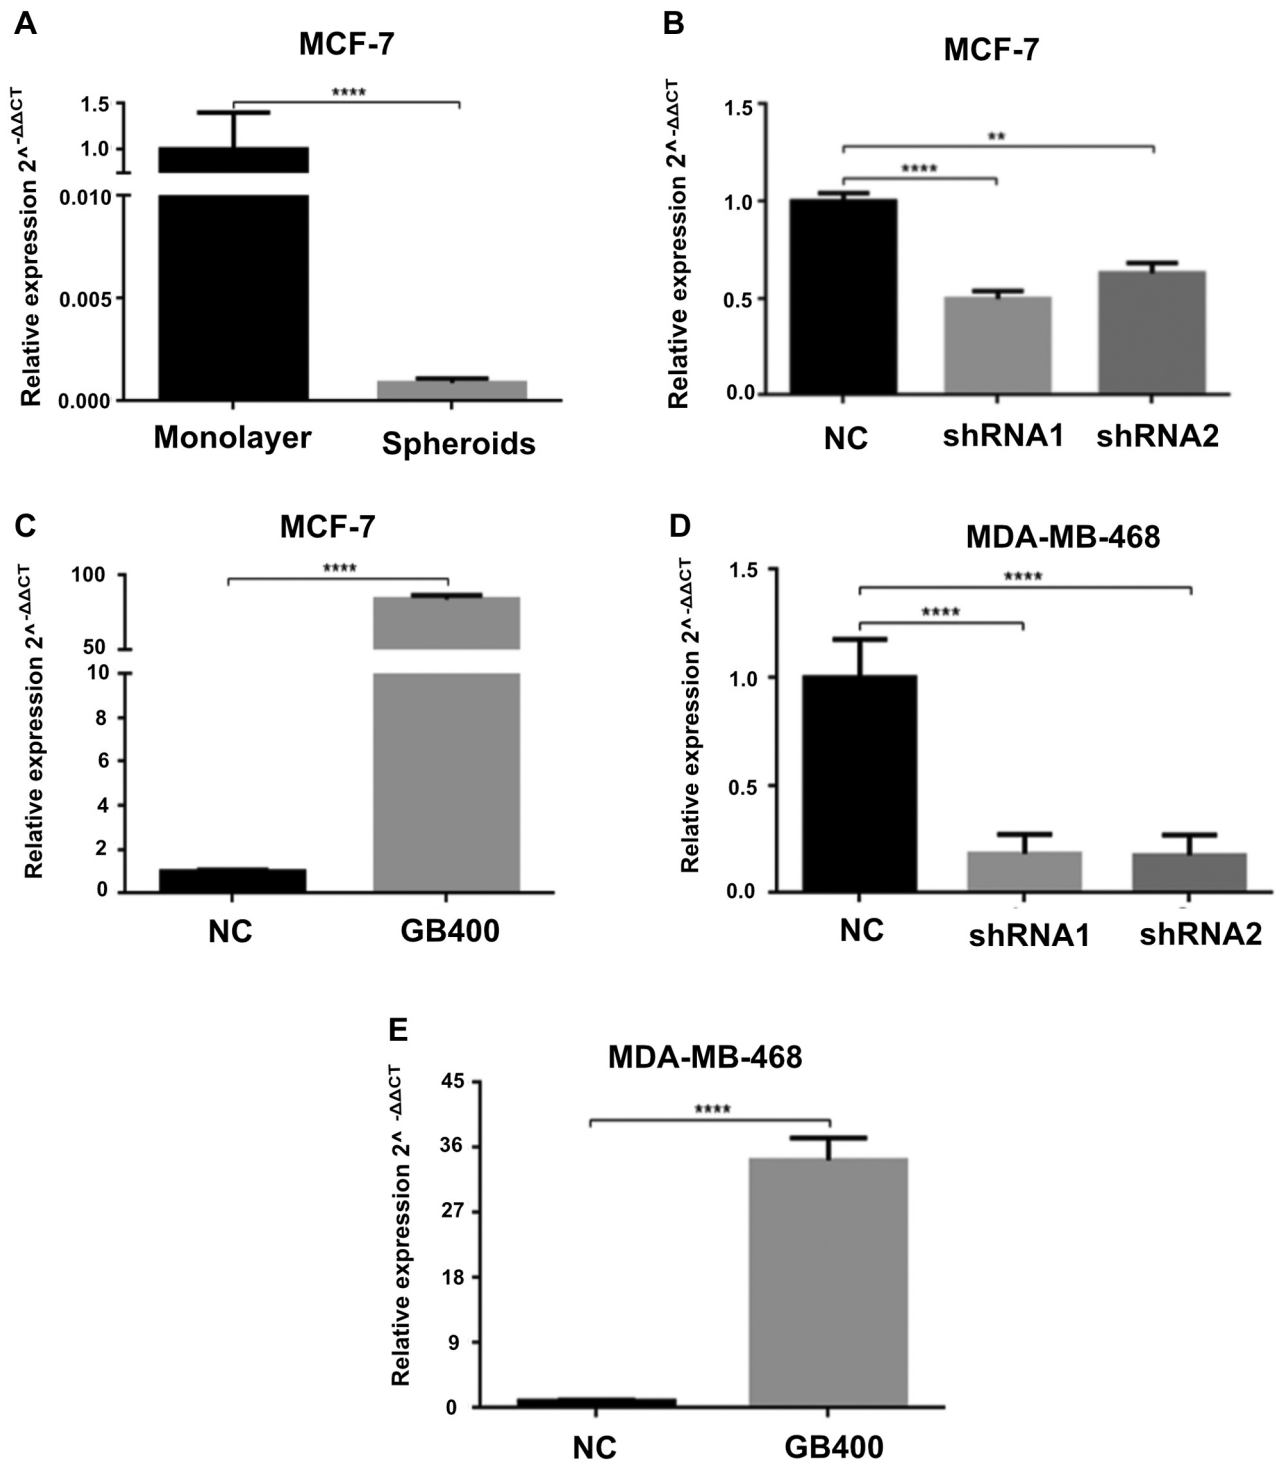 A
MCF-7
Relative expression 2^-ΔΔCT
1.5
1.0
0.010
0.005
0.000
****
Monolayer
Spheroids
B
MCF-7
Relative expression 2^-ΔΔCT
1.5
1.0
0.5
0.0
**
****
NC
shRNA1
shRNA2
C
MCF-7
Relative expression 2^-ΔΔCT
100
50
10
8
6
4
2
0
****
NC
GB400
D
MDA-MB-468
Relative expression 2^-ΔΔCT
1.5
1.0
0.5
0.0
****
****
NC
shRNA1
shRNA2
E
MDA-MB-468
Relative expression 2^ -ΔΔCT
45
36
27
18
9
0
****
NC
GB400